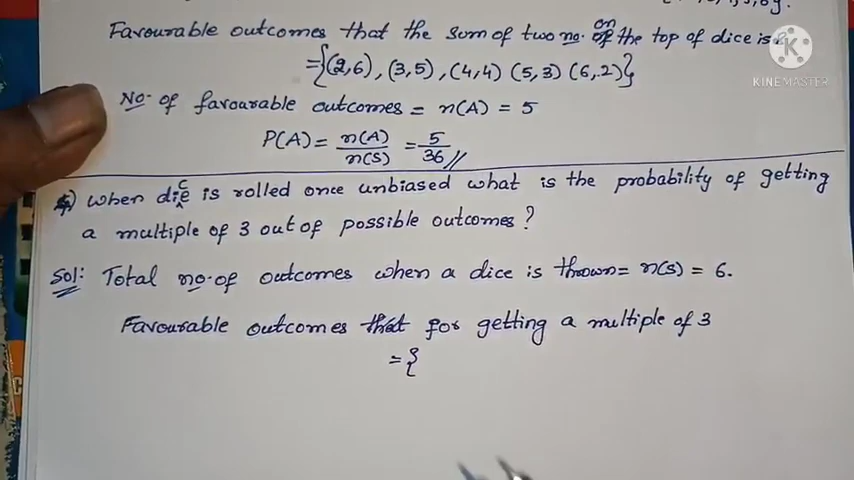 Favourable outcomes that the sum of two no. on the top of dice is
={(2,6), (3,5), (4,4) (5,3) (6,2)}
KINEMASTER
No. of favourable outcomes = n(A) = 5
P(A) = n(A)/n(S) = 5/36 //
when dice is rolled once unbiased what is the probability of getting
a multiple of 3 out of possible outcomes?
Sol: Total no. of outcomes when a dice is thrown = n(S) = 6.
Favourable outcomes that for getting a multiple of 3
={